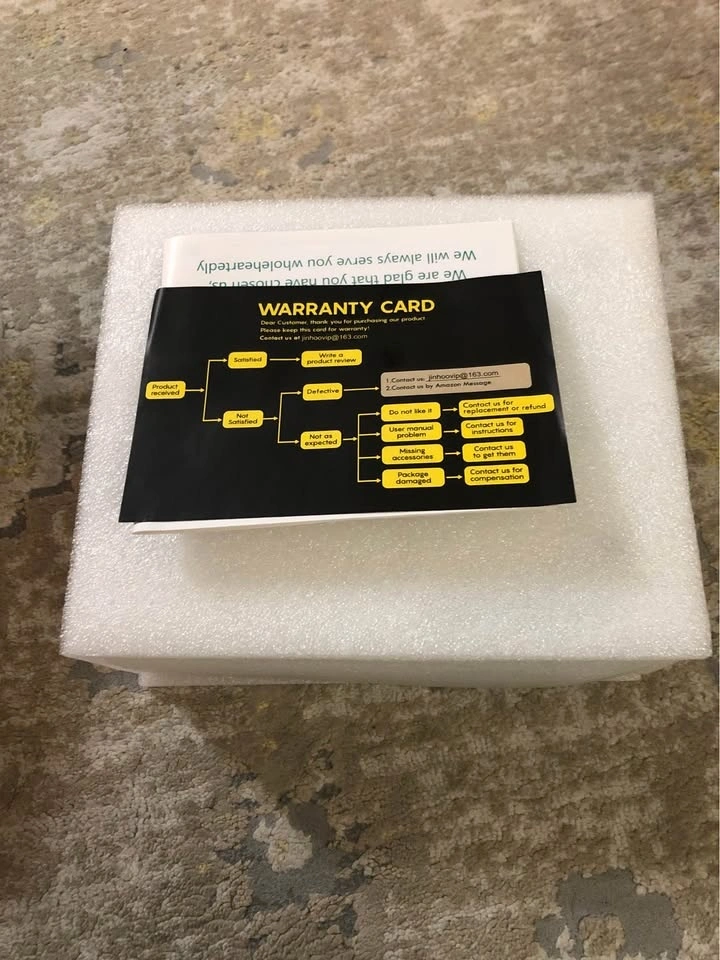 We will always serve you wholeheartedly
We are glad that you have chosen us,
WARRANTY CARD
Dear Customer, thank you for purchasing our product
Please keep this card for warranty!
Contact us at jinhaovip@163.com
Product
received
Satisfied
Write a
product review
Not
Satisfied
Defective
1.Contact us: jinhaovip@163.com
2.Contact us by Amazon Message
Not as
expected
Do not like it
Contact us for
replacement or refund
User manual
problem
Contact us for
instructions
Missing
accessories
Contact us
to get them
Package
damaged
Contact us for
compensation